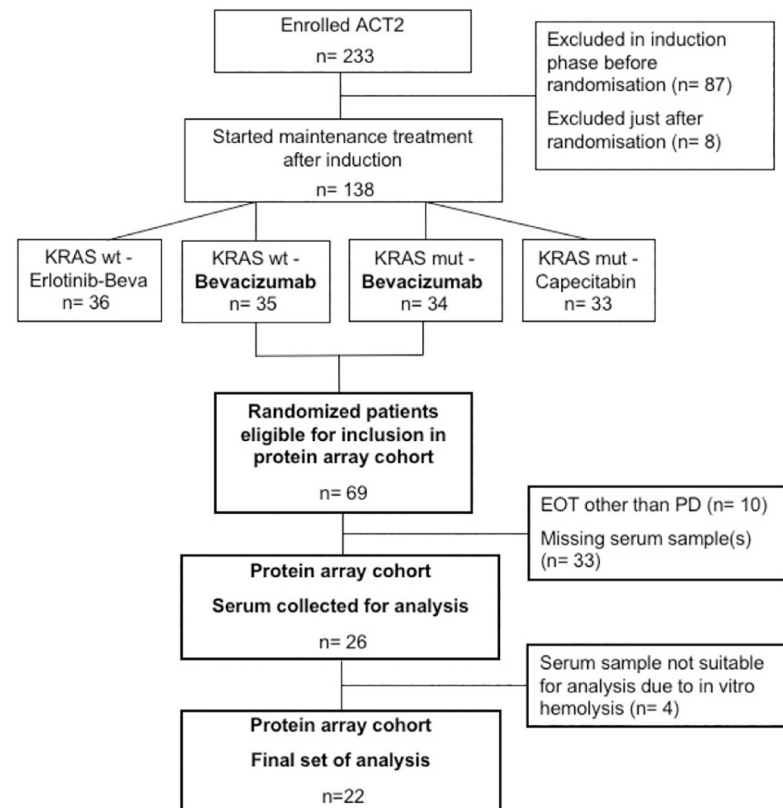 Enrolled ACT2
n= 233
Excluded in induction
phase before
randomisation (n= 87)
Excluded just after
randomisation (n= 8)
Started maintenance treatment
after induction
n= 138
KRAS wt -
Erlotinib-Beva
n= 36
KRAS wt -
Bevacizumab
n= 35
KRAS mut -
Bevacizumab
n= 34
KRAS mut -
Capecitabin
n= 33
Randomized patients
eligible for inclusion in
protein array cohort
n= 69
EOT other than PD (n= 10)
Missing serum sample(s)
(n= 33)
Protein array cohort
Serum collected for analysis
n= 26
Serum sample not suitable
for analysis due to in vitro
hemolysis (n= 4)
Protein array cohort
Final set of analysis
n=22